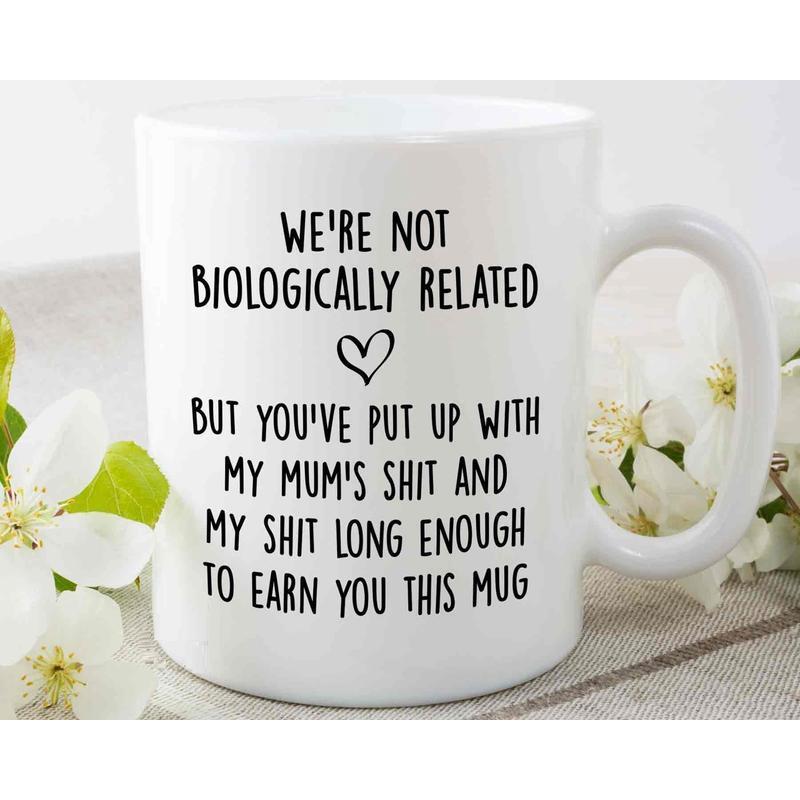 WE'RE NOT
BIOLOGICALLY RELATED
BUT YOU'VE PUT UP WITH
MY MUM'S SHIT AND
MY SHIT LONG ENOUGH
TO EARN YOU THIS MUG